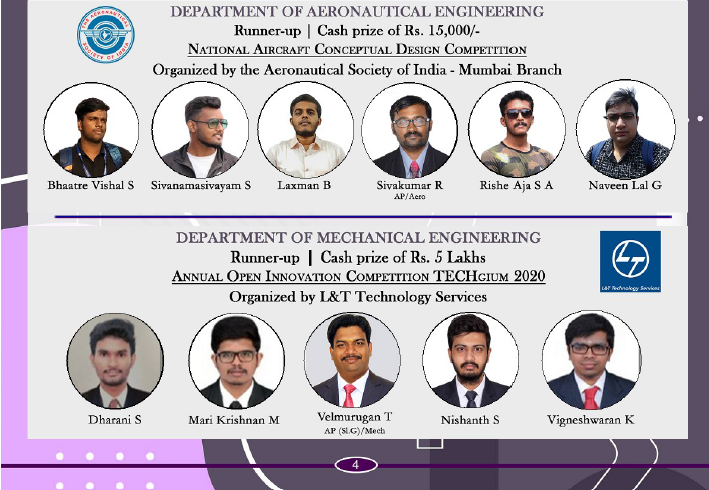 DEPARTMENT OF AERONAUTICAL ENGINEERING
Runner-up | Cash prize of Rs. 15,000/-
NATIONAL AIRCRAFT CONCEPTUAL DESIGN COMPETITION
Organized by the Aeronautical Society of India - Mumbai Branch
THE AERONAUTICAL SOCIETY OF INDIA
Bhaatre Vishal S
Sivanamasivayam S
Laxman B
Sivakumar R
AP/Aero
Rishe Aja S A
Naveen Lal G
DEPARTMENT OF MECHANICAL ENGINEERING
Runner-up | Cash prize of Rs. 5 Lakhs
ANNUAL OPEN INNOVATION COMPETITION TECHGIUM 2020
Organized by L&T Technology Services
L&T Technology Services
Dharani S
Mari Krishnan M
Velmurugan T
AP (Sl.G)/Mech
Nishanth S
Vigneshwaran K
4